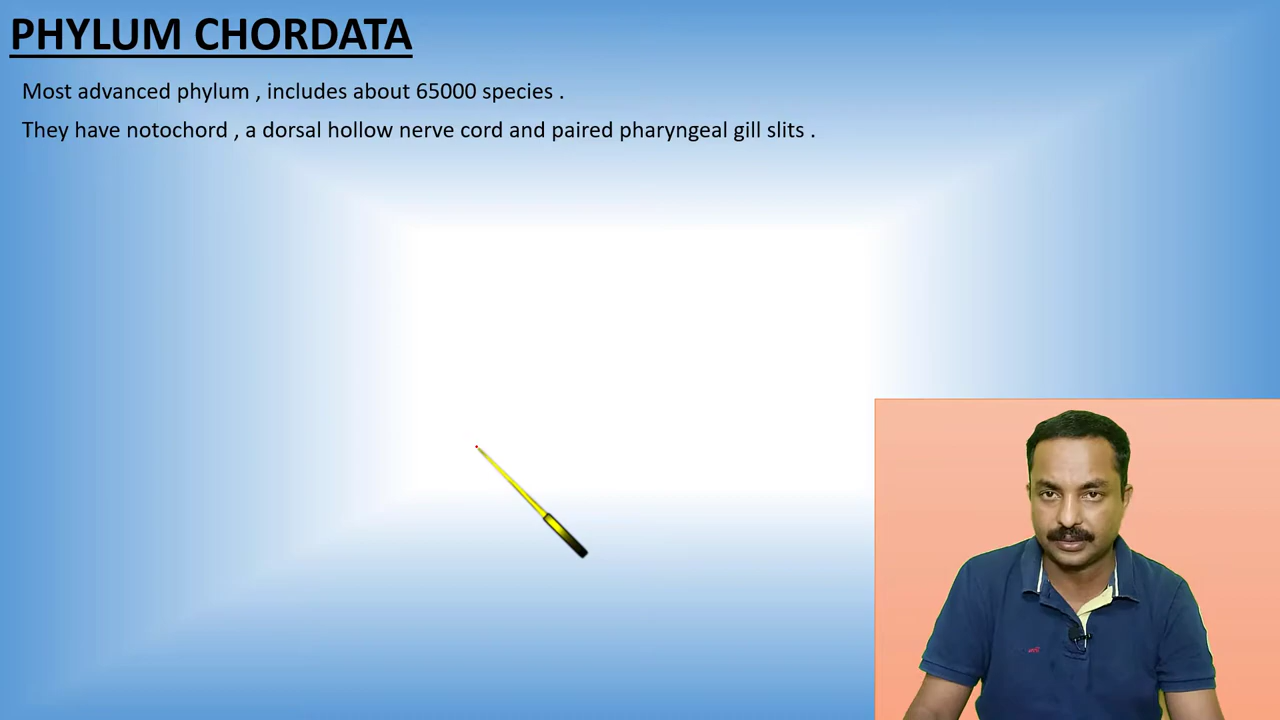 PHYLUM CHORDATA
Most advanced phylum , includes about 65000 species .
They have notochord , a dorsal hollow nerve cord and paired pharyngeal gill slits .